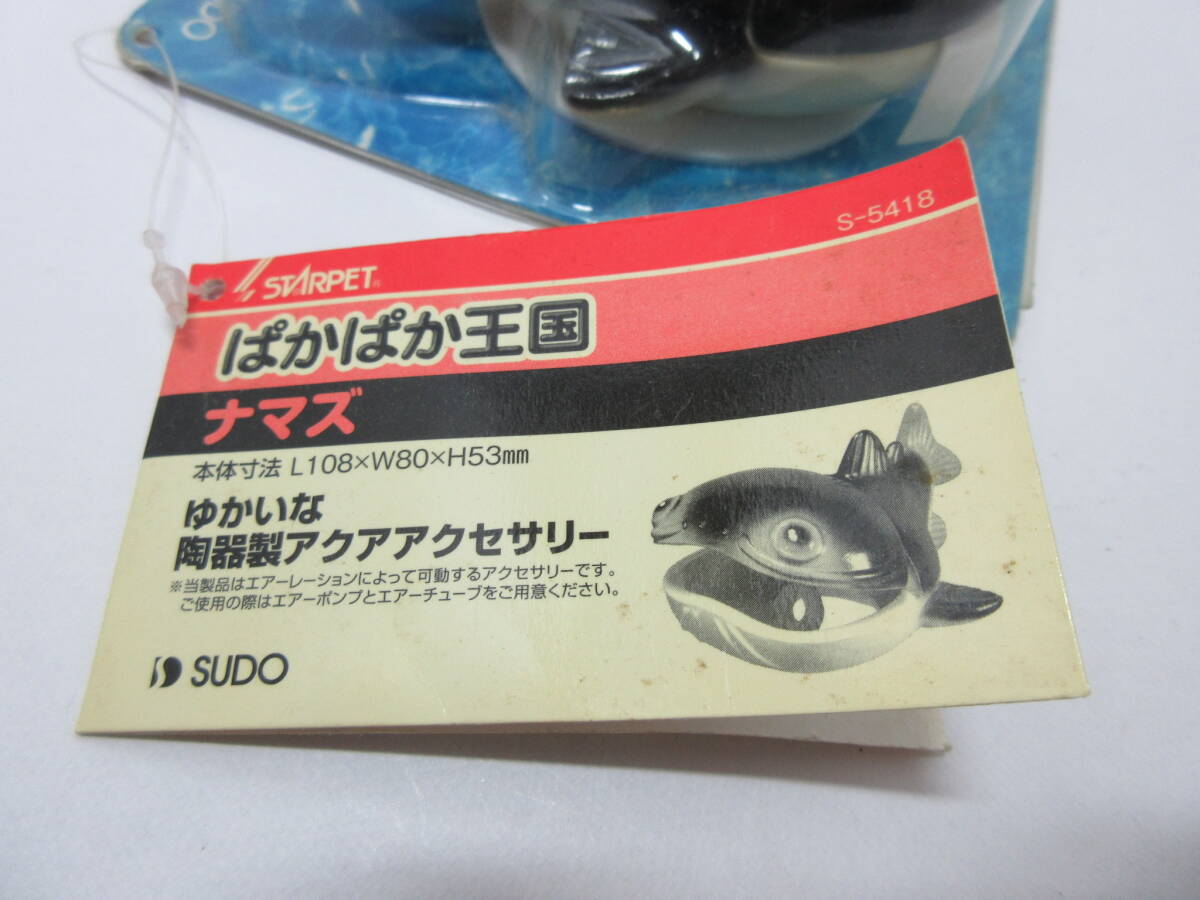 S-5418
STARPET®
ぱかぱか王国
ナマズ
本体寸法 L108×W80×H53mm
ゆかいな
陶器製アクアアクセサリー
※当製品はエアーレーションによって可動するアクセサリーです。
ご使用の際はエアーポンプとエアーチューブをご用意ください。
SUDO